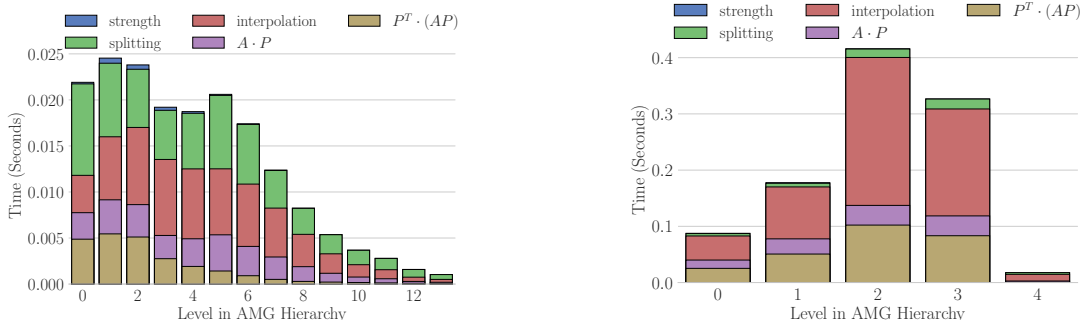 strength interpolation P^T · (AP)
splitting A · P
0.025
0.020
0.015
0.010
0.005
0.000
Time (Seconds)
0 2 4 6 8 10 12
Level in AMG Hierarchy
strength interpolation P^T · (AP)
splitting A · P
0.4
0.3
0.2
0.1
0.0
Time (Seconds)
0 1 2 3 4
Level in AMG Hierarchy